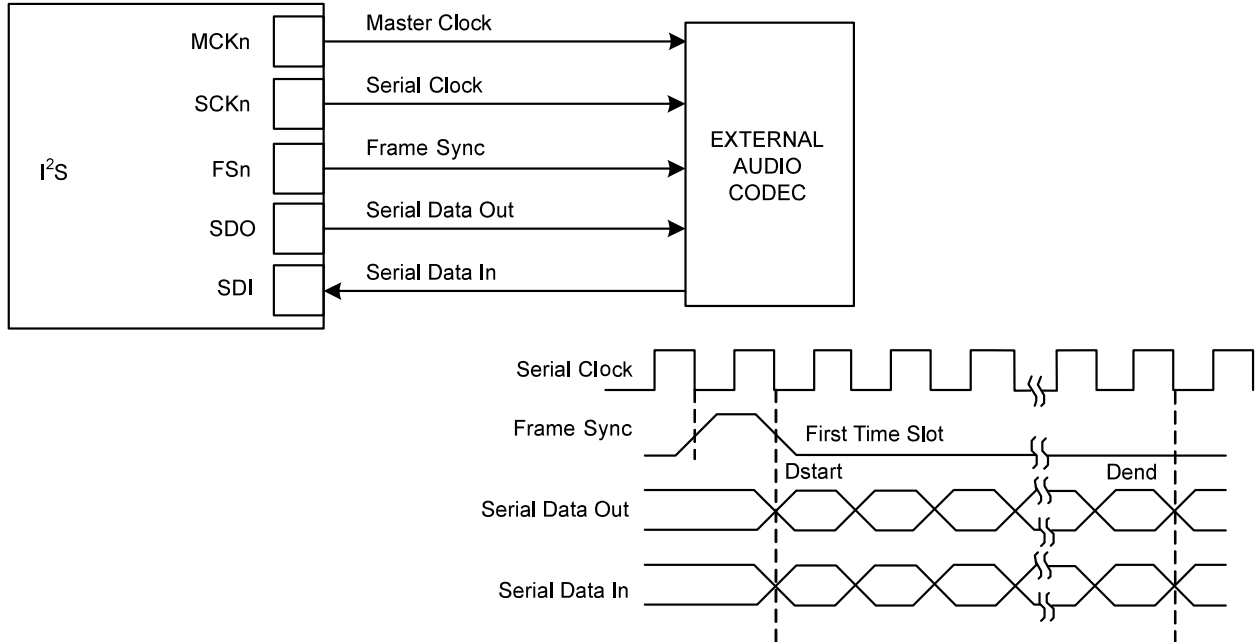 I²S
MCKn
SCKn
FSn
SDO
SDI
Master Clock
Serial Clock
Frame Sync
Serial Data Out
Serial Data In
EXTERNAL
AUDIO
CODEC
Serial Clock
Frame Sync
First Time Slot
Dstart
Dend
Serial Data Out
Serial Data In